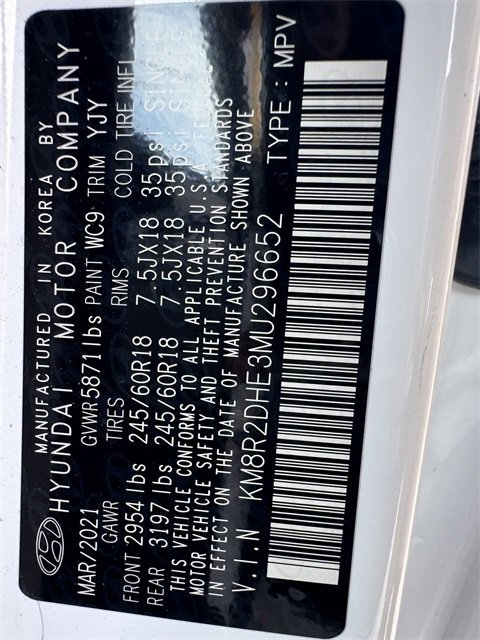 MANUFACTURED IN KOREA BY
HYUNDAI MOTOR COMPANY
MAR/2021 GVWR 5871 lbs PAINT WC9 TRIM YJY
GAWR TIRES RMS COLD TIRE INFL
FRONT 2954 lbs 245/60R18 7.5JX18 35 psi SINGLE
REAR 3197 lbs 245/60R18 7.5JX18 35 psi SINGLE
THIS VEHICLE CONFORMS TO ALL APPLICABLE U.S.A. FEDERAL
MOTOR VEHICLE SAFETY AND THEFT PREVENTION STANDARDS
IN EFFECT ON THE DATE OF MANUFACTURE SHOWN ABOVE
V.I.N KM8R2DHE3MU296652 TYPE : MPV